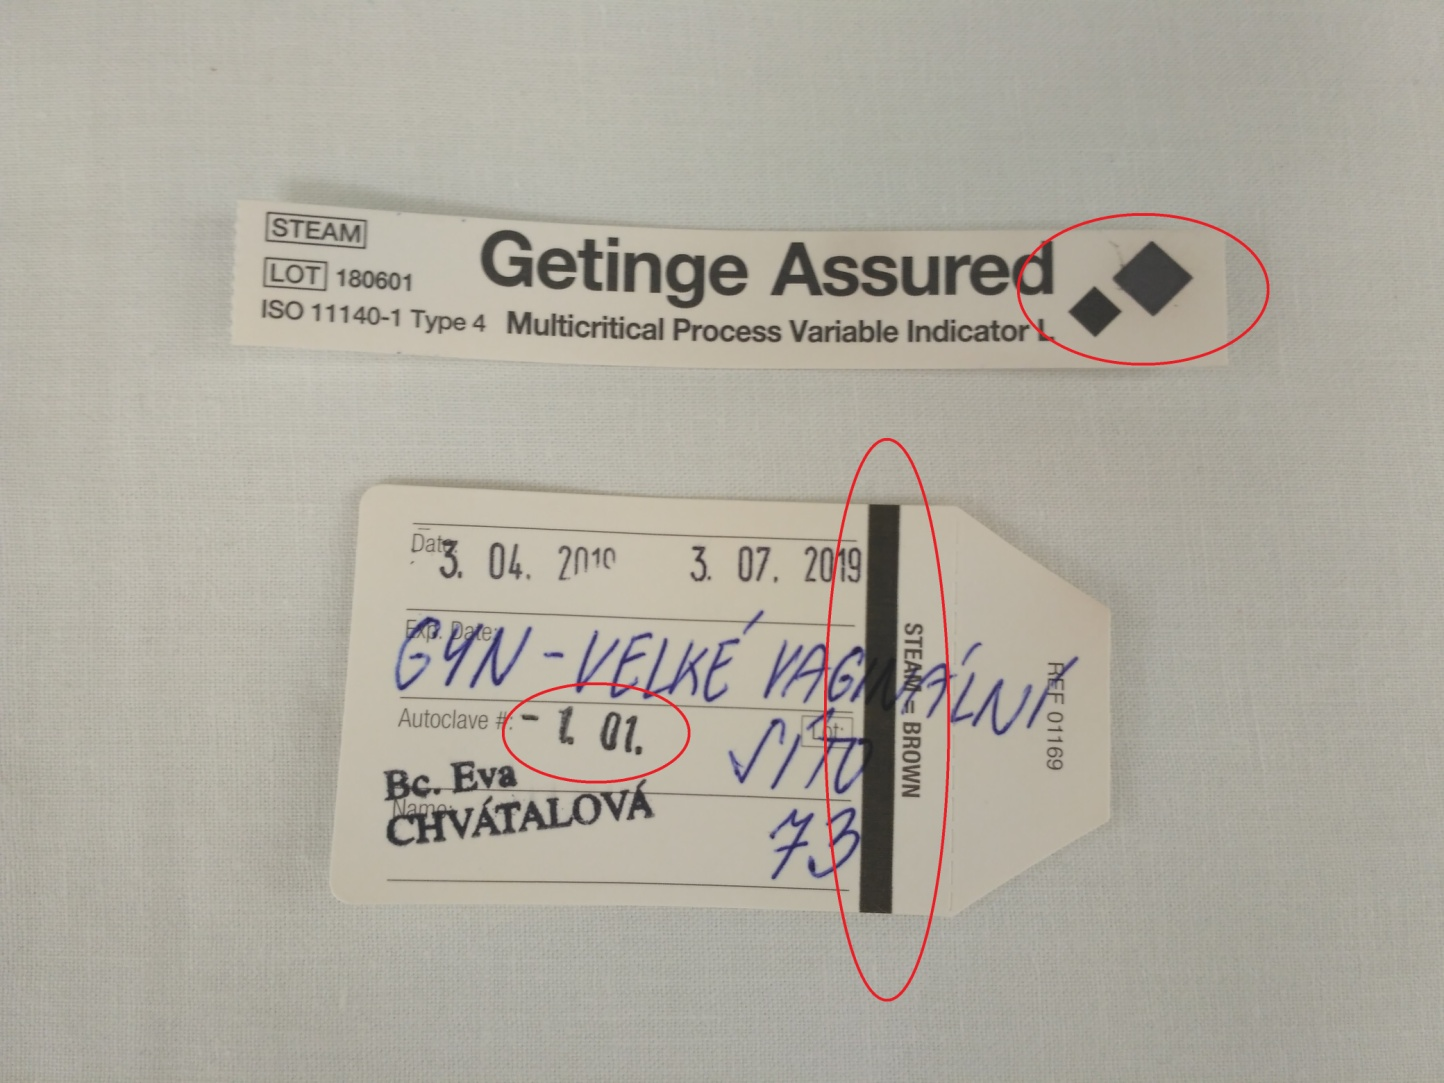 STEAM
LOT 180601
ISO 11140-1 Type 4
Getinge Assured
Multicritical Process Variable Indicator L
Date: 3. 04. 2019 3. 07. 2019
Exp. Date:
GYN - VELKÉ VAGINÁLNÍ
Autoclave #: - 1. 01. Lot:
SÍTO
Bc. Eva
Name:
CHVÁTALOVÁ
73
STEAM = BROWN
REF 01169